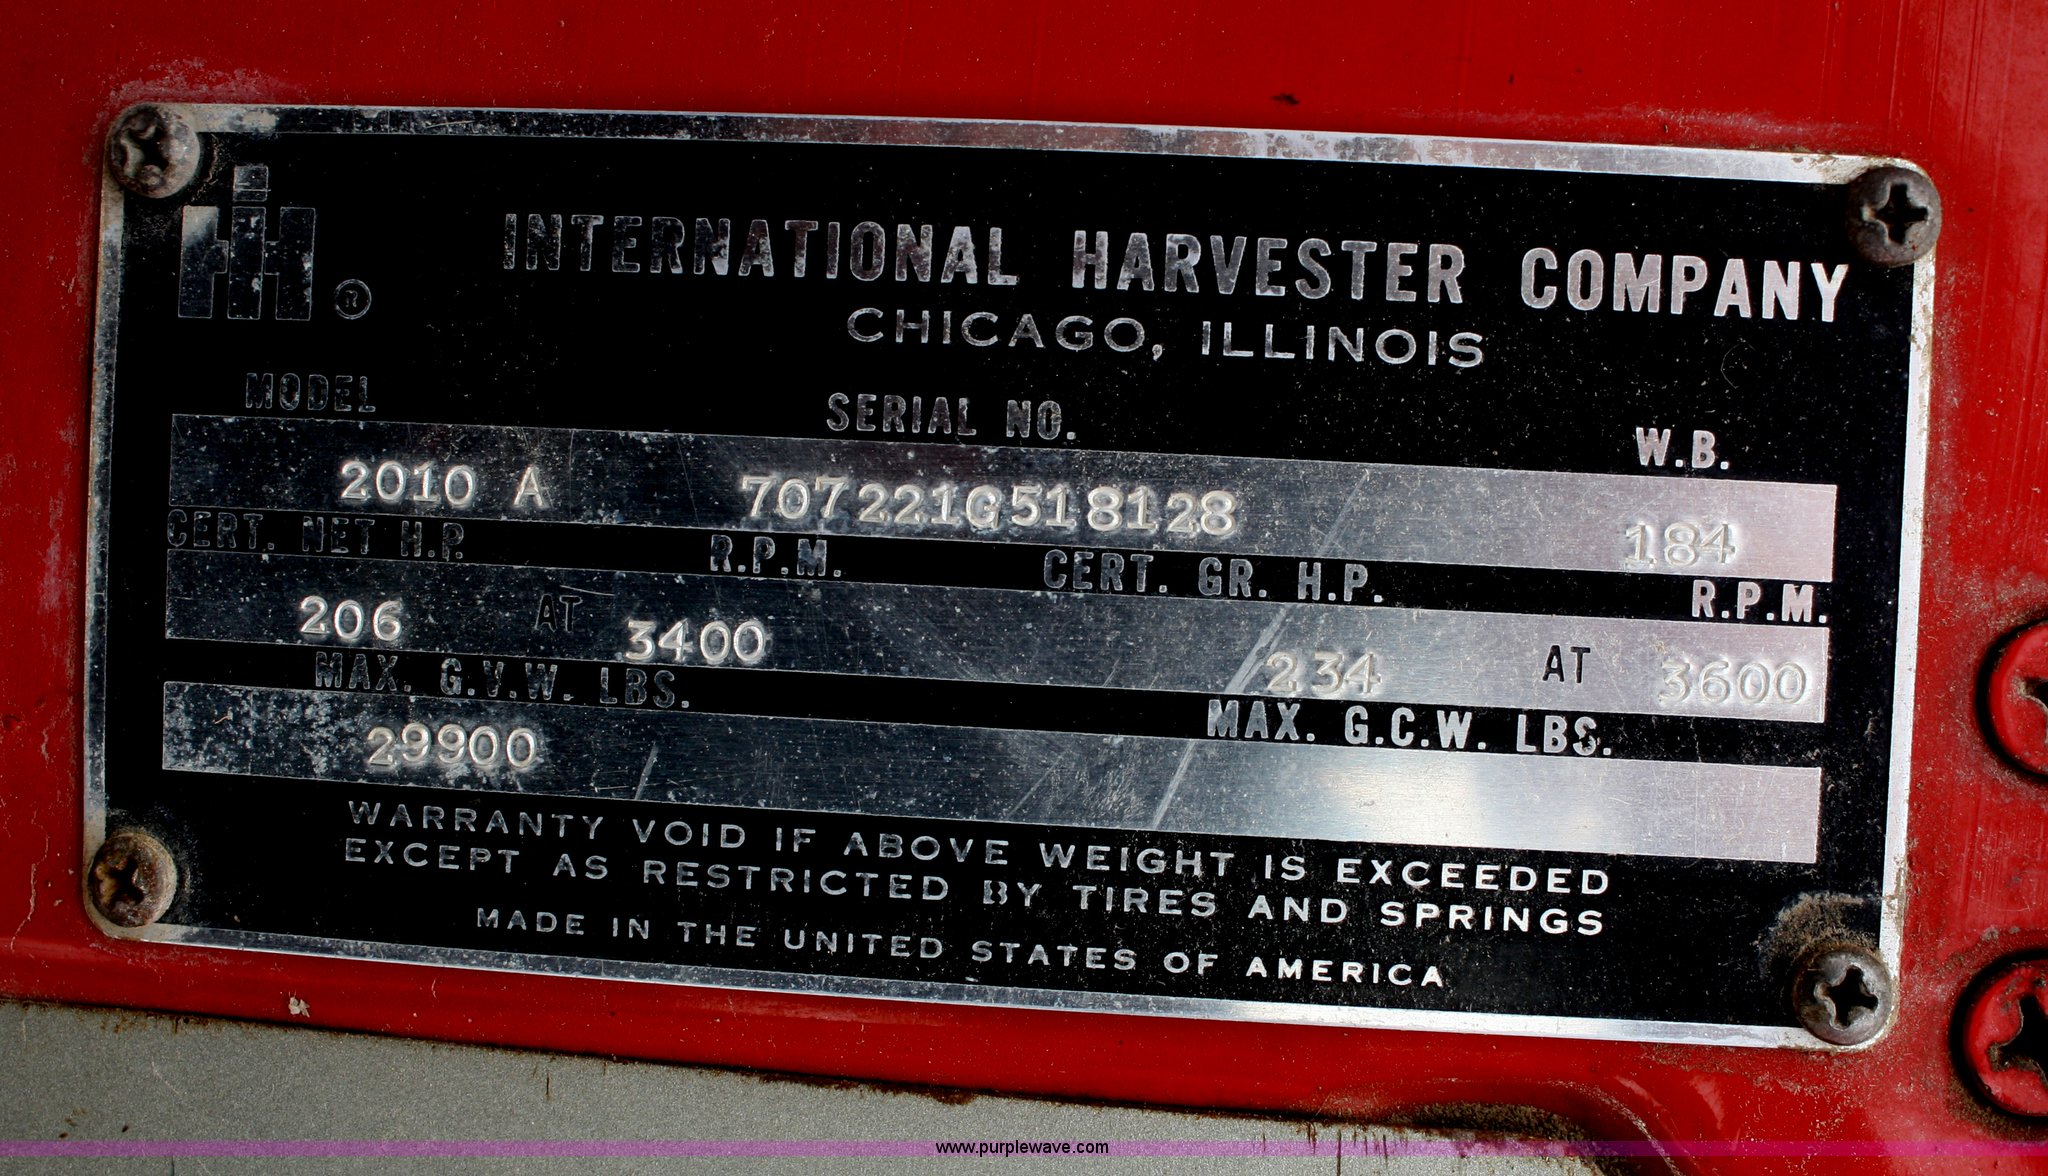 INTERNATIONAL HARVESTER COMPANY
®
CHICAGO, ILLINOIS
MODEL SERIAL NO. W.B.
2010 A 707221G518128 184
CERT. NET H.P. R.P.M. CERT. GR. H.P. R.P.M.
206 AT 3400 234 AT 3600
MAX. G.V.W. LBS. MAX. G.C.W. LBS.
29900
WARRANTY VOID IF ABOVE WEIGHT IS EXCEEDED
EXCEPT AS RESTRICTED BY TIRES AND SPRINGS
MADE IN THE UNITED STATES OF AMERICA
www.purplewave.com